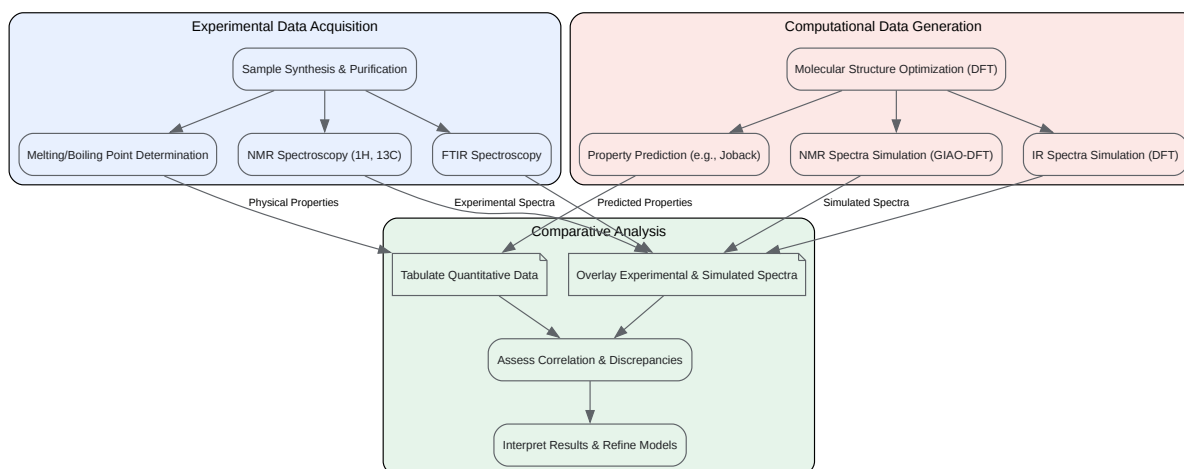 Experimental Data Acquisition
Computational Data Generation
Sample Synthesis & Purification
Molecular Structure Optimization (DFT)
Melting/Boiling Point Determination
NMR Spectroscopy (1H, 13C)
FTIR Spectroscopy
Property Prediction (e.g., Joback)
NMR Spectra Simulation (GIAO-DFT)
IR Spectra Simulation (DFT)
Physical Properties
Experimental Spectra
Predicted Properties
Simulated Spectra
Comparative Analysis
Tabulate Quantitative Data
Overlay Experimental & Simulated Spectra
Assess Correlation & Discrepancies
Interpret Results & Refine Models